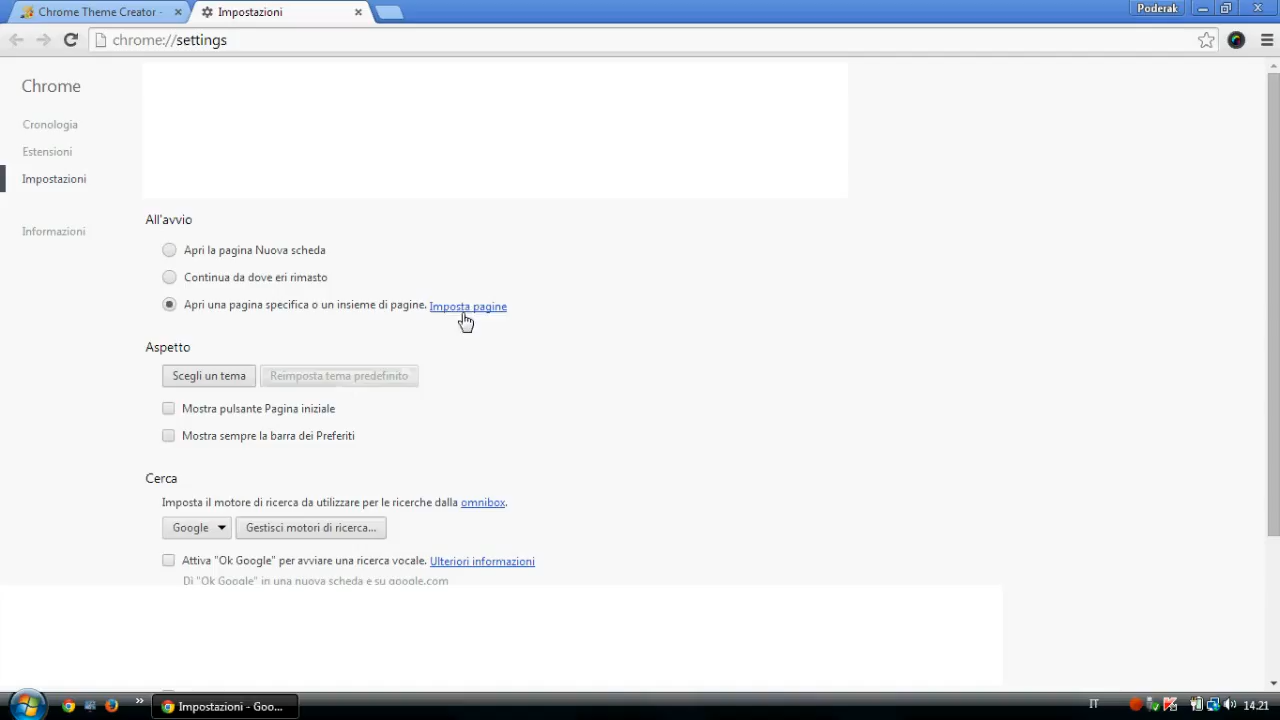 Chrome Theme Creator -
Impostazioni
Poderak
chrome://settings
Chrome
Cronologia
Estensioni
Impostazioni
Informazioni
All'avvio
Apri la pagina Nuova scheda
Continua da dove eri rimasto
Apri una pagina specifica o un insieme di pagine. Imposta pagine
Aspetto
Scegli un tema Reimposta tema predefinito
Mostra pulsante Pagina iniziale
Mostra sempre la barra dei Preferiti
Cerca
Imposta il motore di ricerca da utilizzare per le ricerche dalla omnibox.
Google Gestisci motori di ricerca...
Attiva "Ok Google" per avviare una ricerca vocale. Ulteriori informazioni
Di "Ok Google" in una nuova scheda e su google.com
Impostazioni - Goo...
IT
14.21